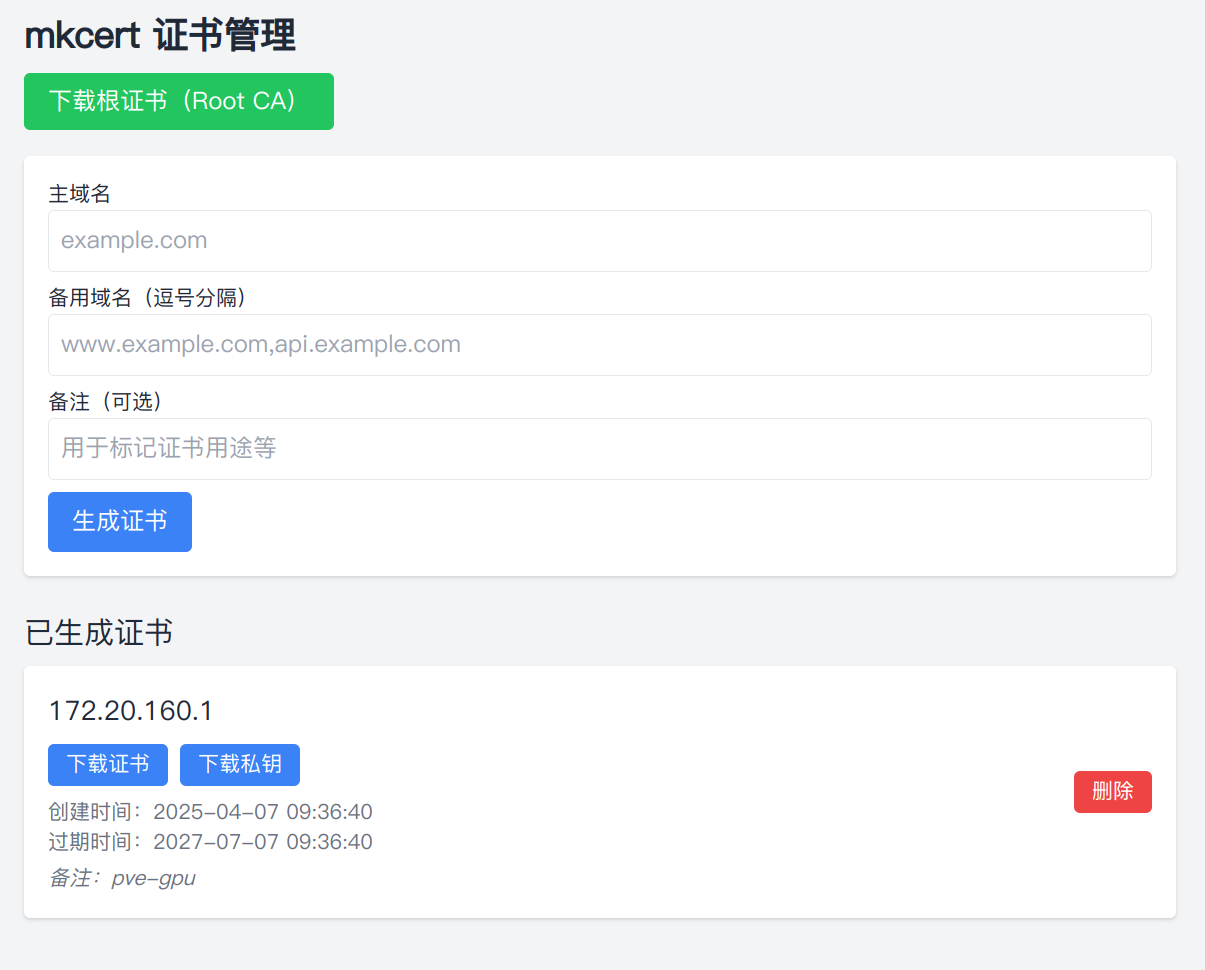 mkcert 证书管理
下载根证书（Root CA）
主域名
example.com
备用域名（逗号分隔）
www.example.com,api.example.com
备注（可选）
用于标记证书用途等
生成证书
已生成证书
172.20.160.1
下载证书 下载私钥
删除
创建时间：2025-04-07 09:36:40
过期时间：2027-07-07 09:36:40
备注：pve-gpu